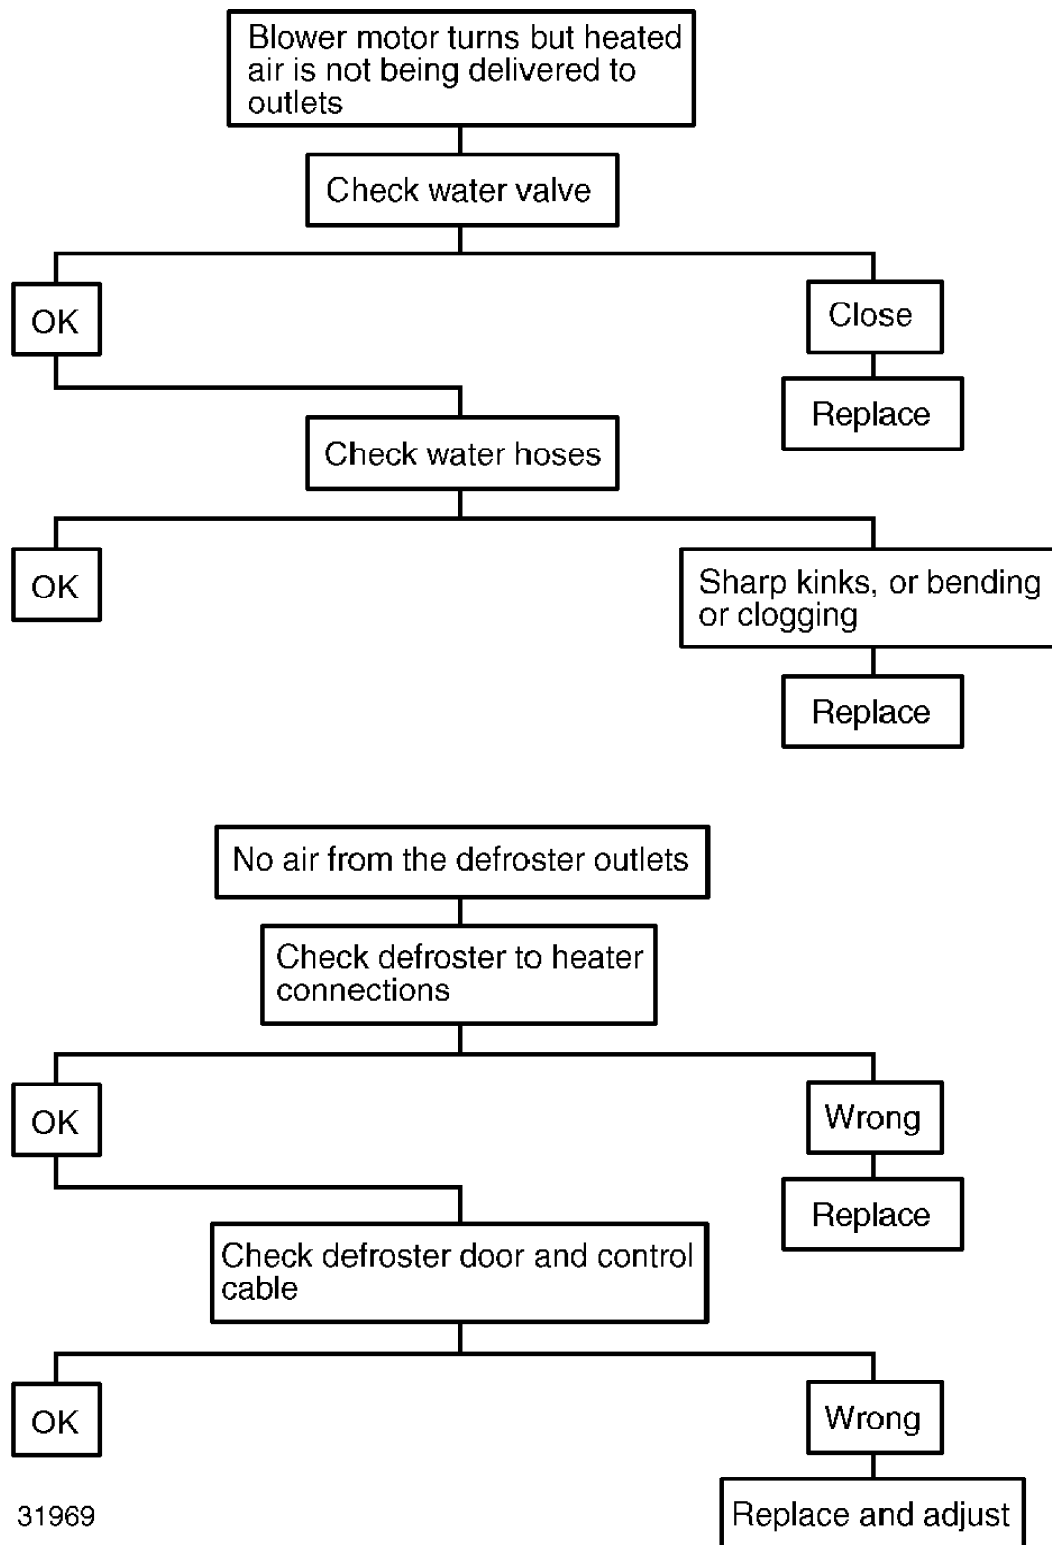 Blower motor turns but heated
air is not being delivered to
outlets
Check water valve
OK
Close
Replace
Check water hoses
OK
Sharp kinks, or bending
or clogging
Replace
No air from the defroster outlets
Check defroster to heater
connections
OK
Wrong
Replace
Check defroster door and control
cable
OK
Wrong
Replace and adjust
31969